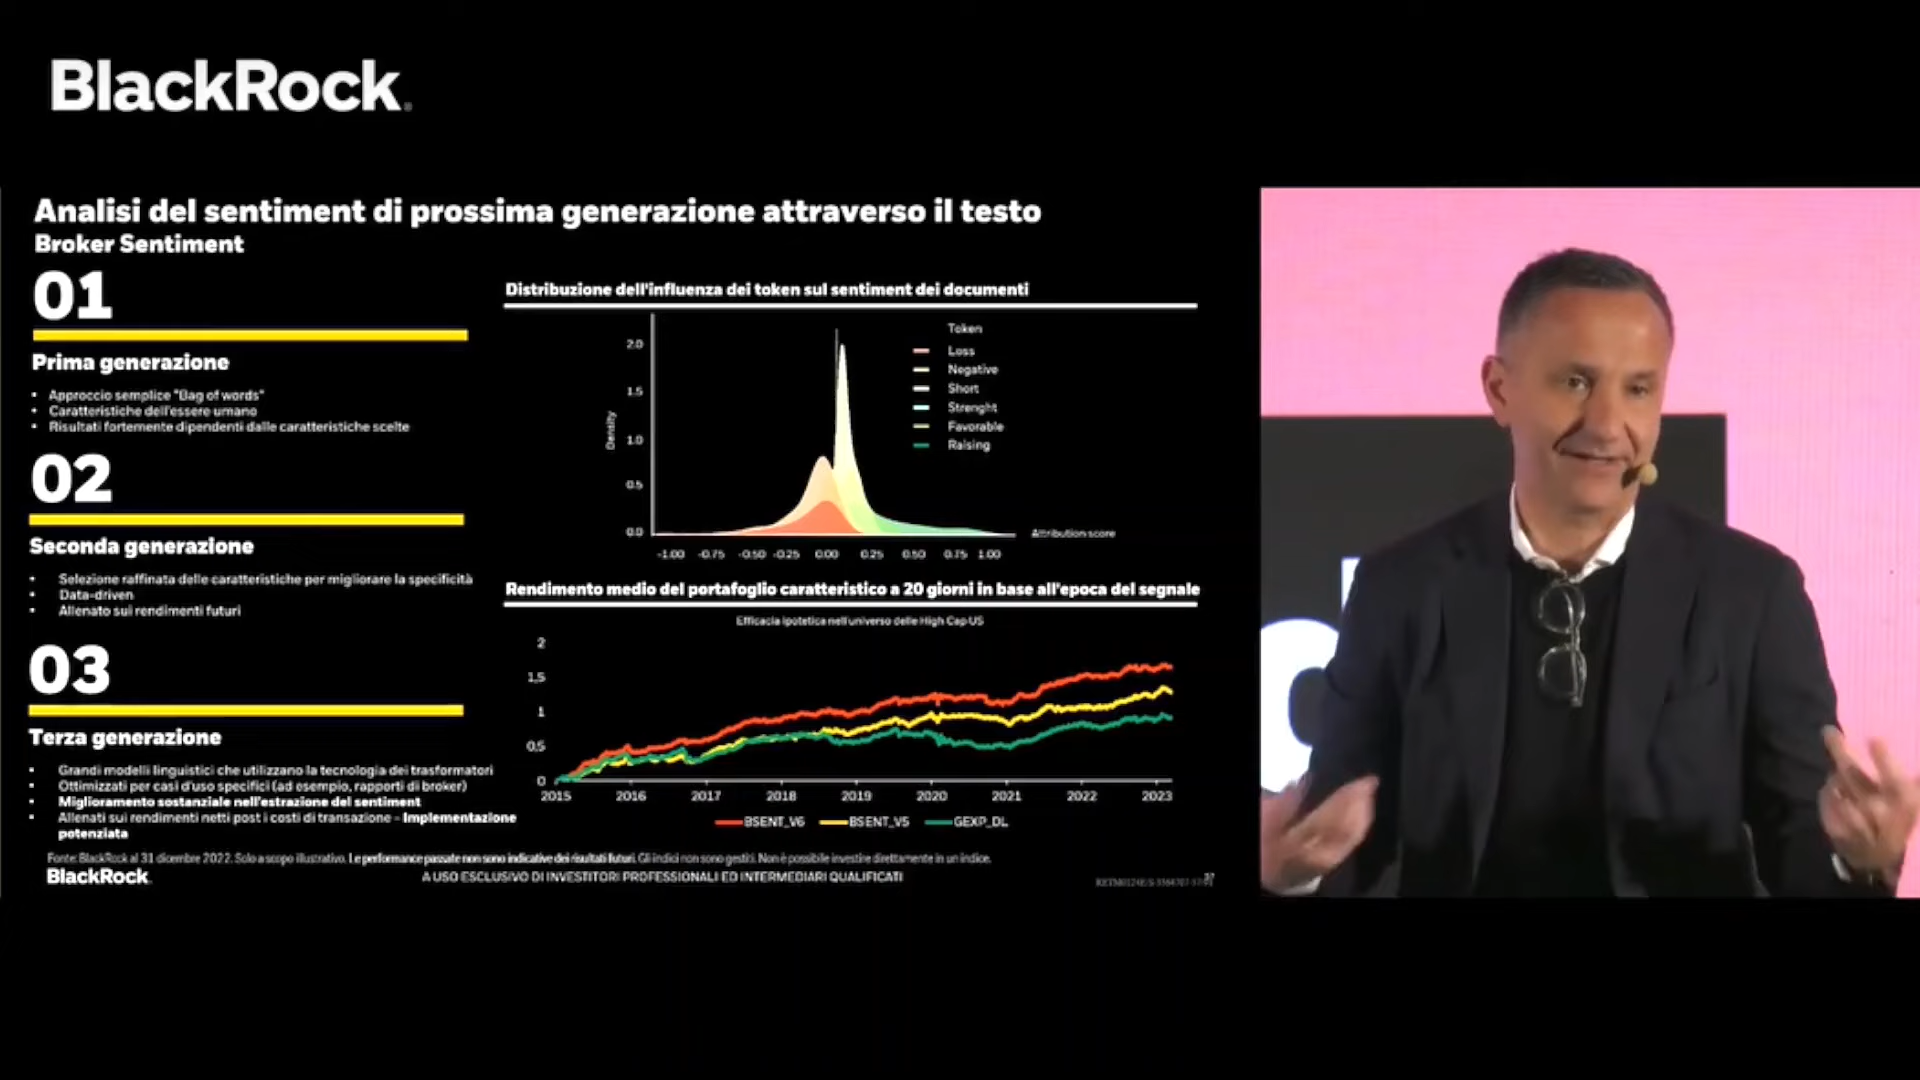 BlackRock.
Analisi del sentiment di prossima generazione attraverso il testo
Broker Sentiment
01
Prima generazione
• Approccio semplice "Bag of words"
• Caratteristiche dell'essere umano
• Risultati fortemente dipendenti dalle caratteristiche scelte
02
Seconda generazione
• Selezione raffinata delle caratteristiche per migliorare la specificità
• Data-driven
• Allenato sui rendimenti futuri
03
Terza generazione
• Grandi modelli linguistici che utilizzano la tecnologia dei trasformatori
• Ottimizzati per casi d'uso specifici (ad esempio, rapporti di broker)
• Miglioramento sostanziale nell'estrazione del sentiment
• Allenati sui rendimenti netti post i costi di transazione - Implementazione
potenziata
Distribuzione dell'influenza dei token sul sentiment dei documenti
Token
Loss
Negative
Short
Strenght
Favorable
Raising
Density
2.0
1.5
1.0
0.5
0.0
-1.00 -0.75 -0.50 -0.25 0.00 0.25 0.50 0.75 1.00
Attribution score
Rendimento medio del portafoglio caratteristico a 20 giorni in base all'epoca del segnale
Efficacia ipotetica nell'universo delle High Cap US
2
1,5
1
0,5
0
2015 2016 2017 2018 2019 2020 2021 2022 2023
BSENT_V6 BSENT_V5 GEXP_DL
Fonte: BlackRock al 31 dicembre 2022. Solo a scopo illustrativo. Le performance passate non sono indicative dei risultati futuri. Gli indici non sono gestiti. Non è possibile investire direttamente in un indice.
BlackRock
A USO ESCLUSIVO DI INVESTITORI PROFESSIONALI ED INTERMEDIARI QUALIFICATI